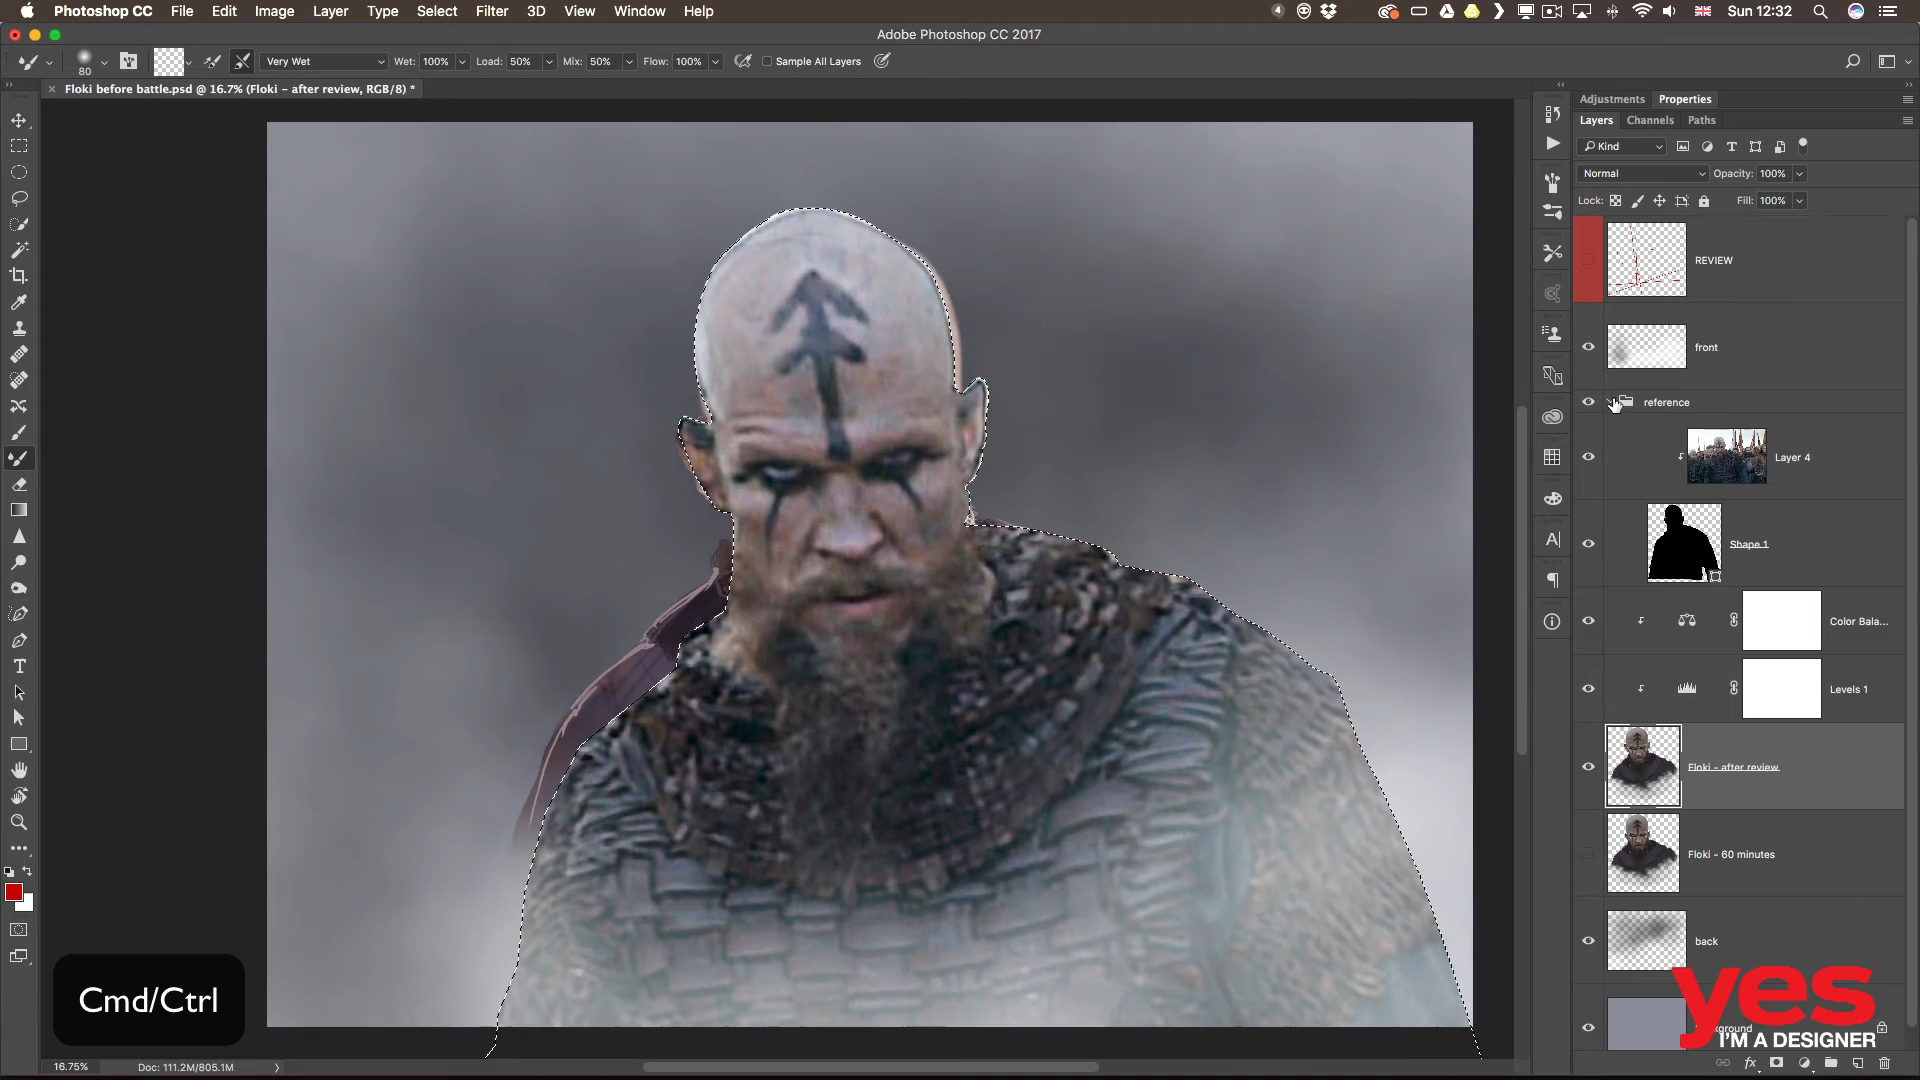 Photoshop CC File Edit Image Layer Type Select Filter 3D View Window Help
4 Sun 12:32
Adobe Photoshop CC 2017
80 Very Wet Wet: 100% Load: 50% Mix: 50% Flow: 100% Sample All Layers
Floki before battle.psd @ 16.7% (Floki - after review, RGB/8) *
Adjustments Properties
Layers Channels Paths
Kind
Normal Opacity: 100%
Lock: Fill: 100%
REVIEW
front
reference
Layer 4
Shape 1
Color Bala...
Levels 1
Floki - after review
Floki - 60 minutes
back
Cmd/Ctrl
yes
I'M A DESIGNER
16.75% Doc: 111.2M/805.1M